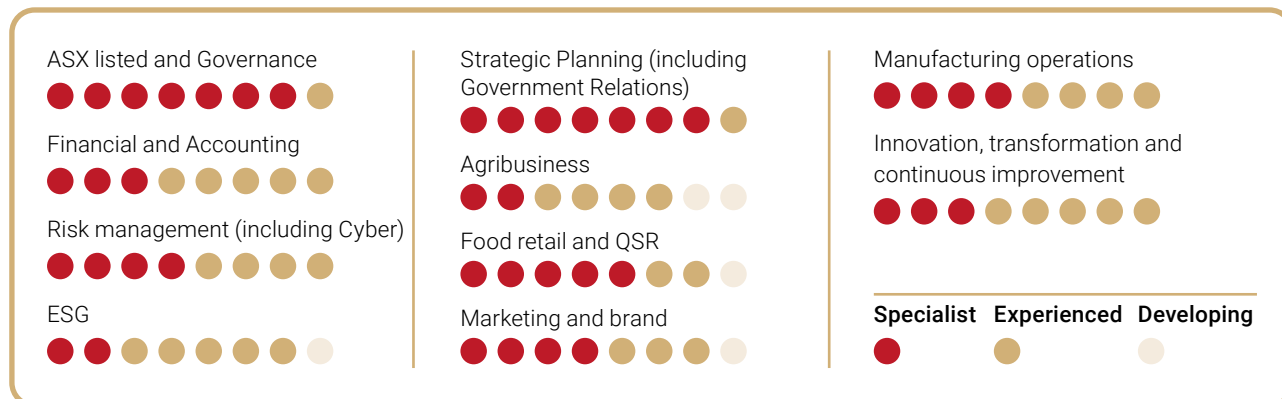 ASX listed and Governance
Financial and Accounting
Risk management (including Cyber)
ESG
Strategic Planning (including
Government Relations)
Agribusiness
Food retail and QSR
Marketing and brand
Manufacturing operations
Innovation, transformation and
continuous improvement
Specialist Experienced Developing